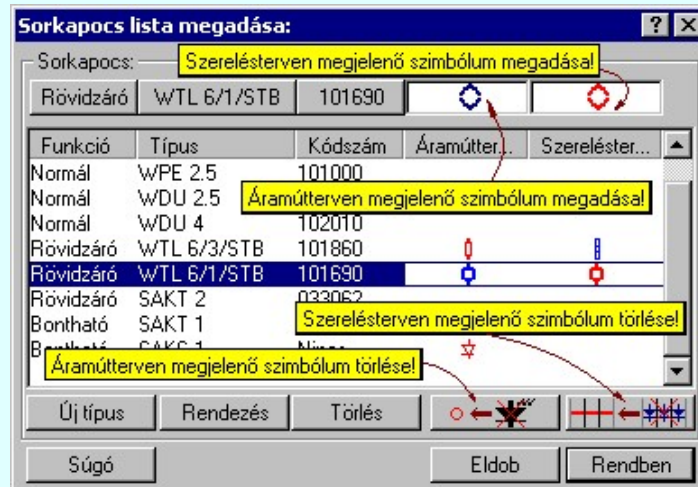 Sorkapocs lista megadása:
Sorkapocs:
Szerelésterven megjelenő szimbólum megadása!
Rövidzáró WTL 6/1/STB 101690
Funkció Típus Kódszám Áramútter... Szereléster...
Normál WPE 2.5 101000
Normál WDU 2.5
Áramútterven megjelenő szimbólum megadása!
Normál WDU 4 102010
Rövidzáró WTL 6/3/STB 101860
Rövidzáró WTL 6/1/STB 101690
Rövidzáró SAKT 2 033062
Bontható SAKT 1
Szerelésterven megjelenő szimbólum törlése!
Áramútterven megjelenő szimbólum törlése!
Új típus Rendezés Törlés
Súgó Eldob Rendben